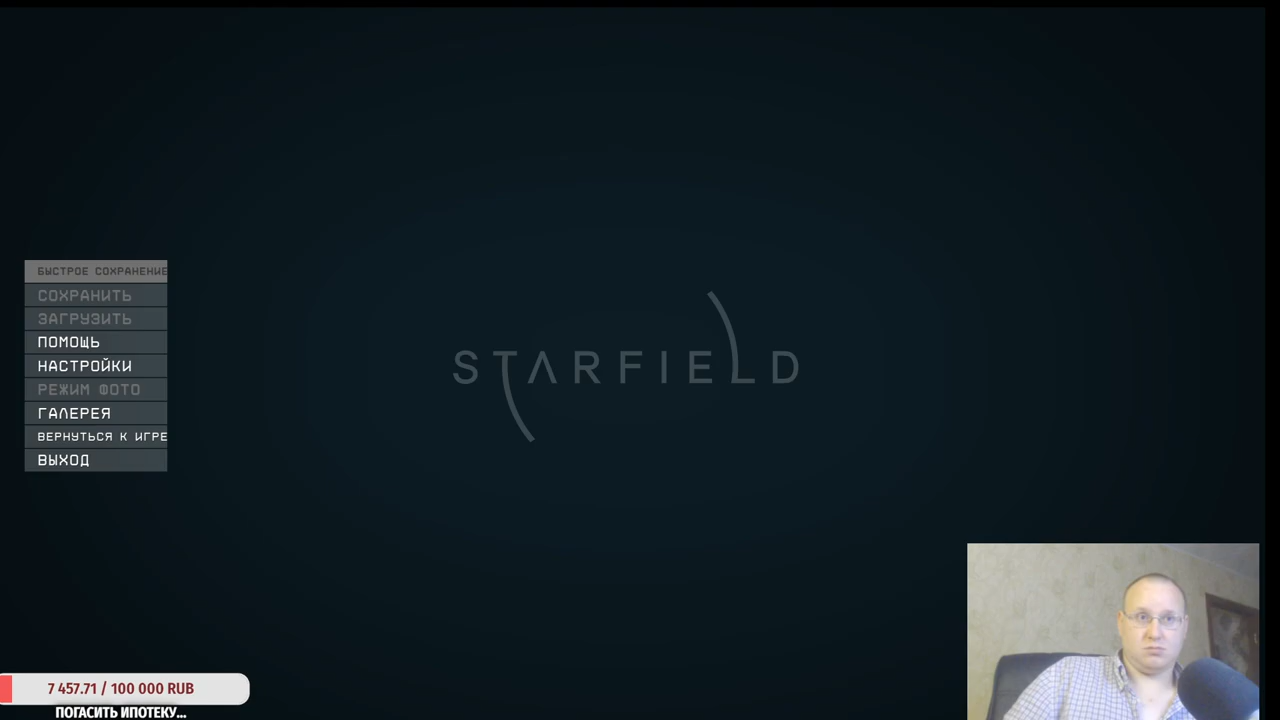 БЫСТРОЕ СОХРАНЕНИЕ
СОХРАНИТЬ
ЗАГРУЗИТЬ
ПОМОЩЬ
НАСТРОЙКИ
РЕЖИМ ФОТО
ГАЛЕРЕЯ
ВЕРНУТЬСЯ К ИГРЕ
ВЫХОД
STARFIELD
7 457.71 / 100 000 RUB
ПОГАСИТЬ ИПОТЕКУ...